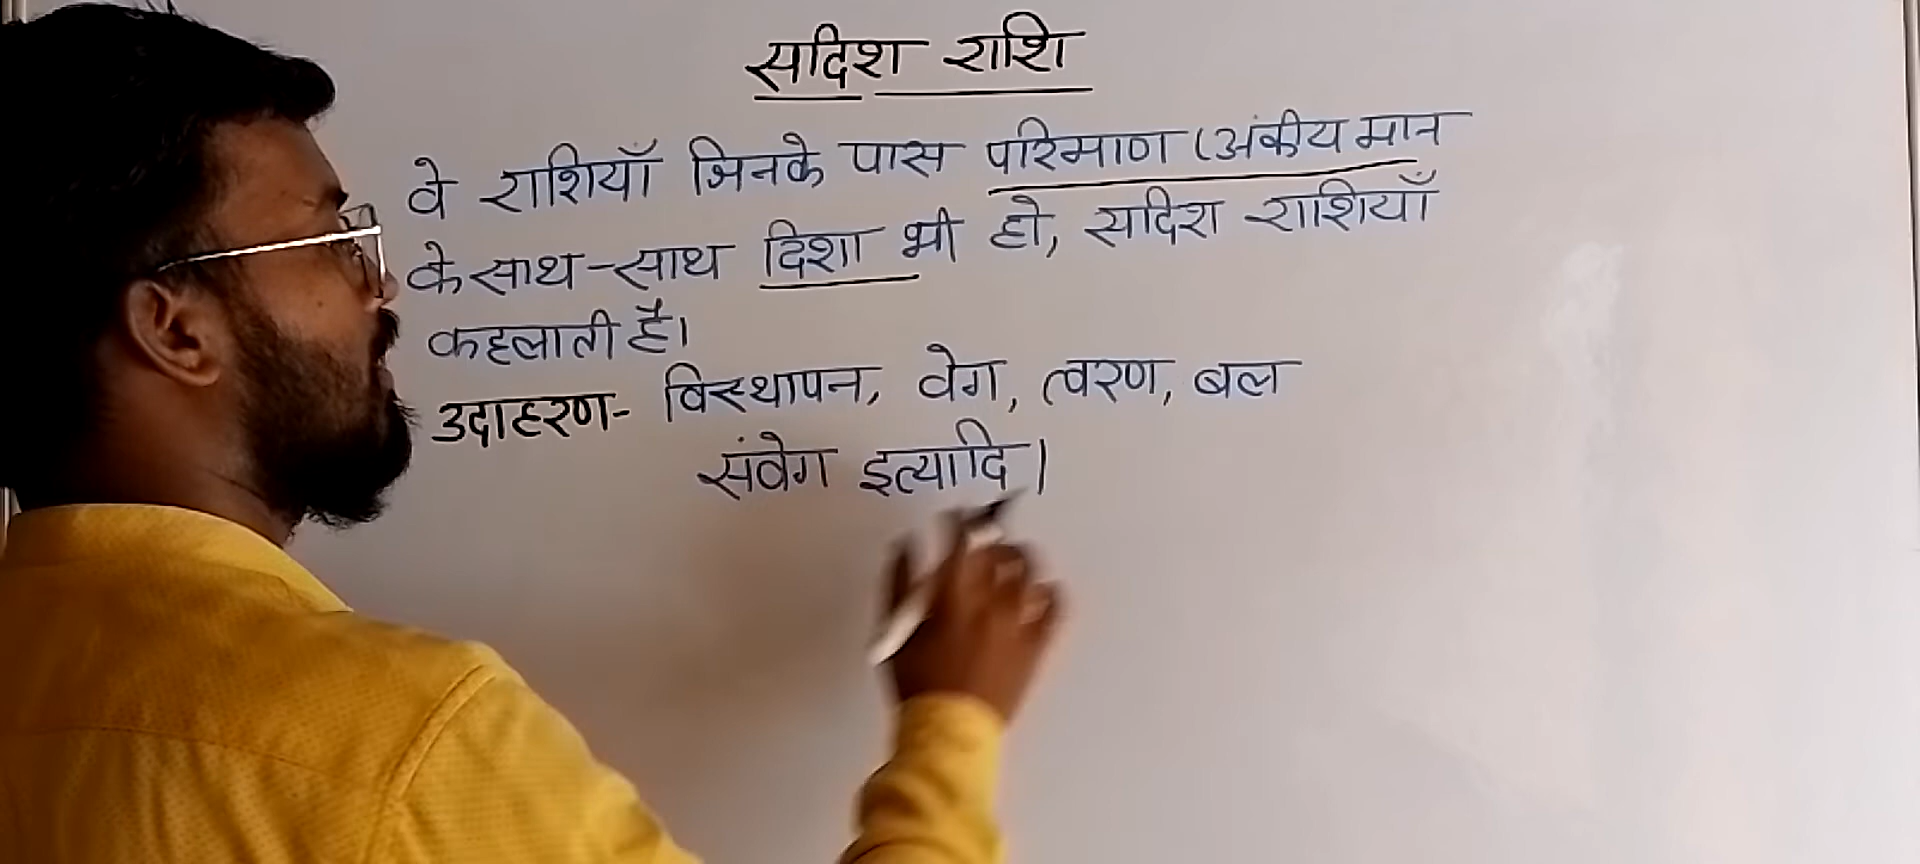 सदिश राशि
वे राशियाँ जिनके पास परिमाण (अंकीय मान
के साथ-साथ दिशा भी हो, सदिश राशियाँ
कहलाती है।
उदाहरण- विस्थापन, वेग, त्वरण, बल
संवेग इत्यादि।